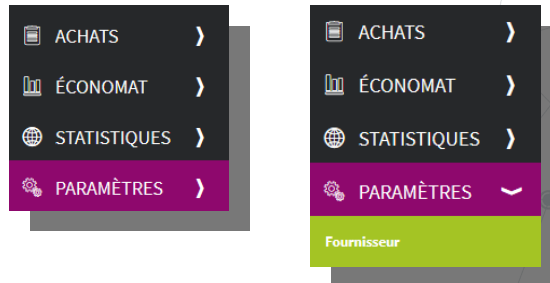 ACHATS
ÉCONOMAT
STATISTIQUES
PARAMÈTRES
ACHATS
ÉCONOMAT
STATISTIQUES
PARAMÈTRES
Fournisseur